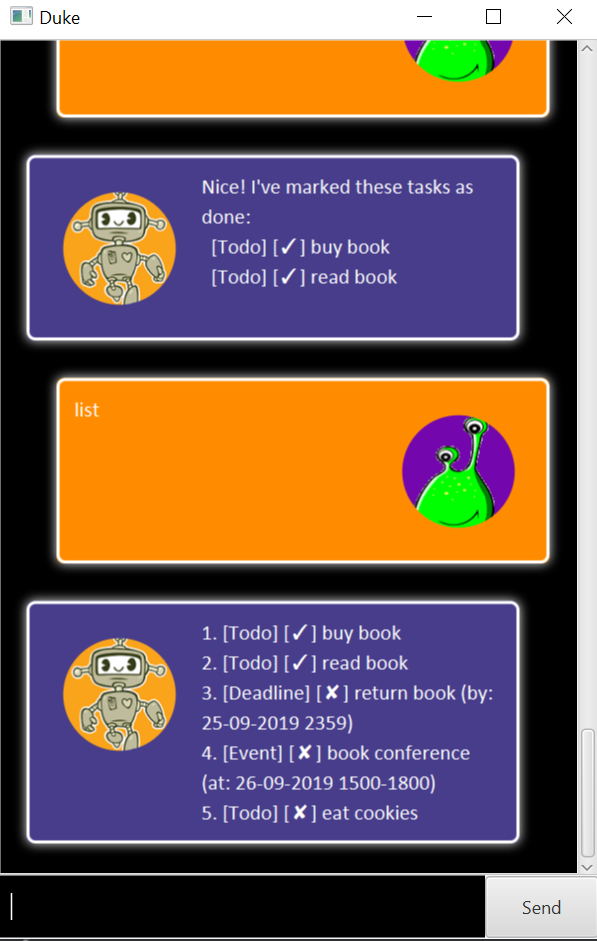 Duke
Nice! I've marked these tasks as
done:
[Todo] [✓] buy book
[Todo] [✓] read book
list
1. [Todo] [✓] buy book
2. [Todo] [✓] read book
3. [Deadline] [✘] return book (by:
25-09-2019 2359)
4. [Event] [✘] book conference
(at: 26-09-2019 1500-1800)
5. [Todo] [✘] eat cookies
Send